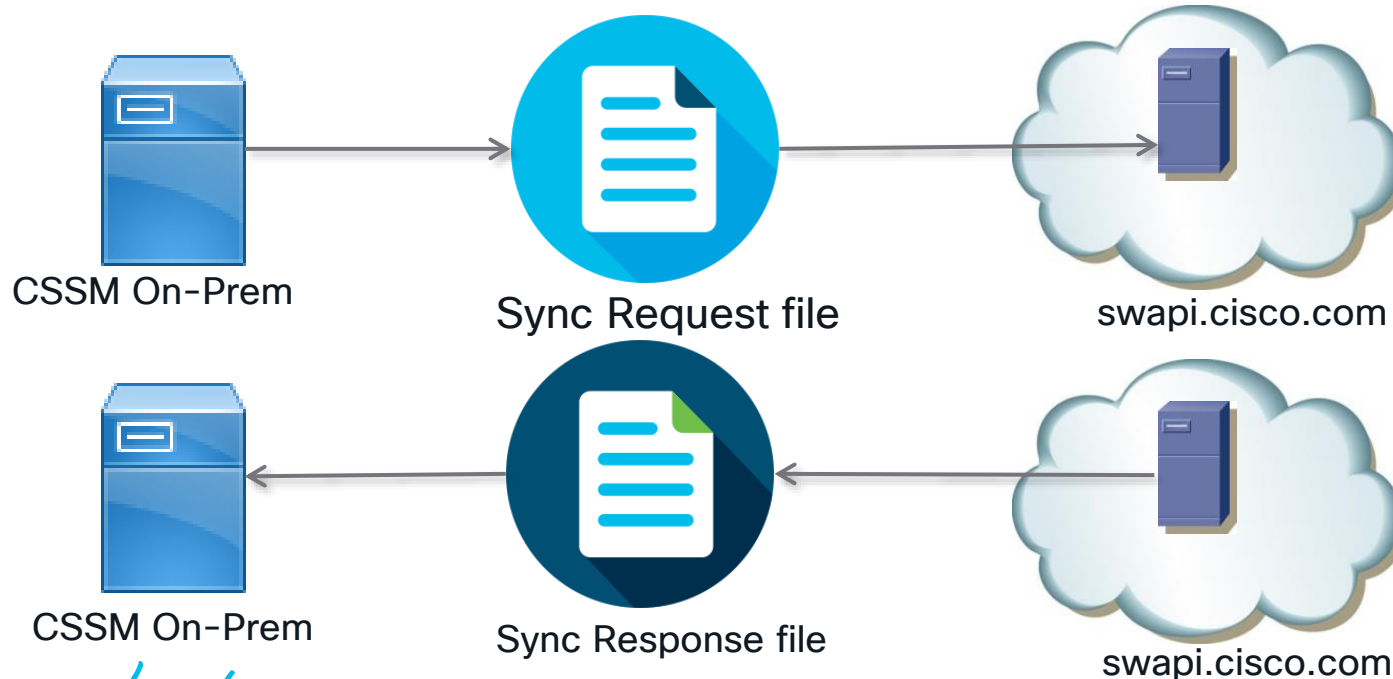 CSSM On-Prem
Sync Request file
swapi.cisco.com
CSSM On-Prem
Sync Response file
swapi.cisco.com